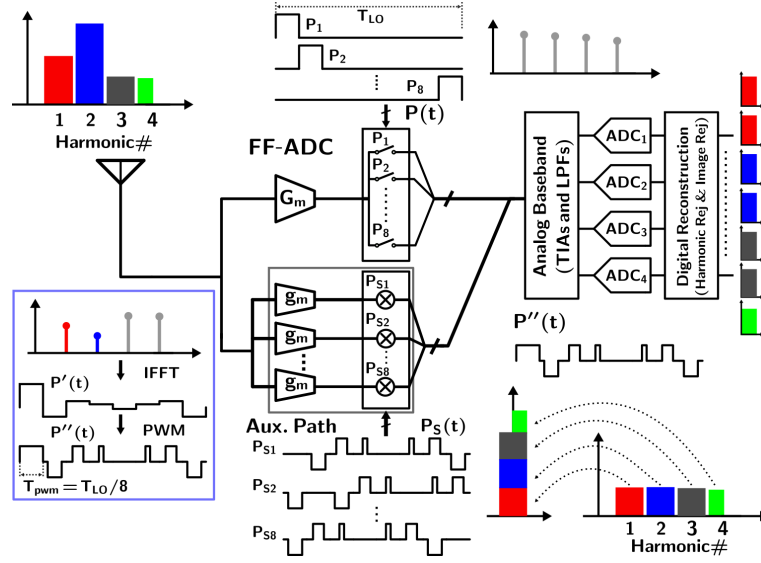 T_LO
P_1
P_2
P_8
P(t)
1 2 3 4
Harmonic#
FF-ADC
G_m
P_1
P_2
P_8
g_m
g_m
g_m
P_S1
P_S2
P_S8
Aux. Path
P_S(t)
P_S1
P_S2
P_S8
Analog Baseband
(TIAs and LPFs)
ADC_1
ADC_2
ADC_3
ADC_4
Digital Reconstruction
(Harmonic Rej & Image Rej)
IFFT
P′(t)
P″(t)
PWM
T_pwm = T_LO/8
P″(t)
1 2 3 4
Harmonic#